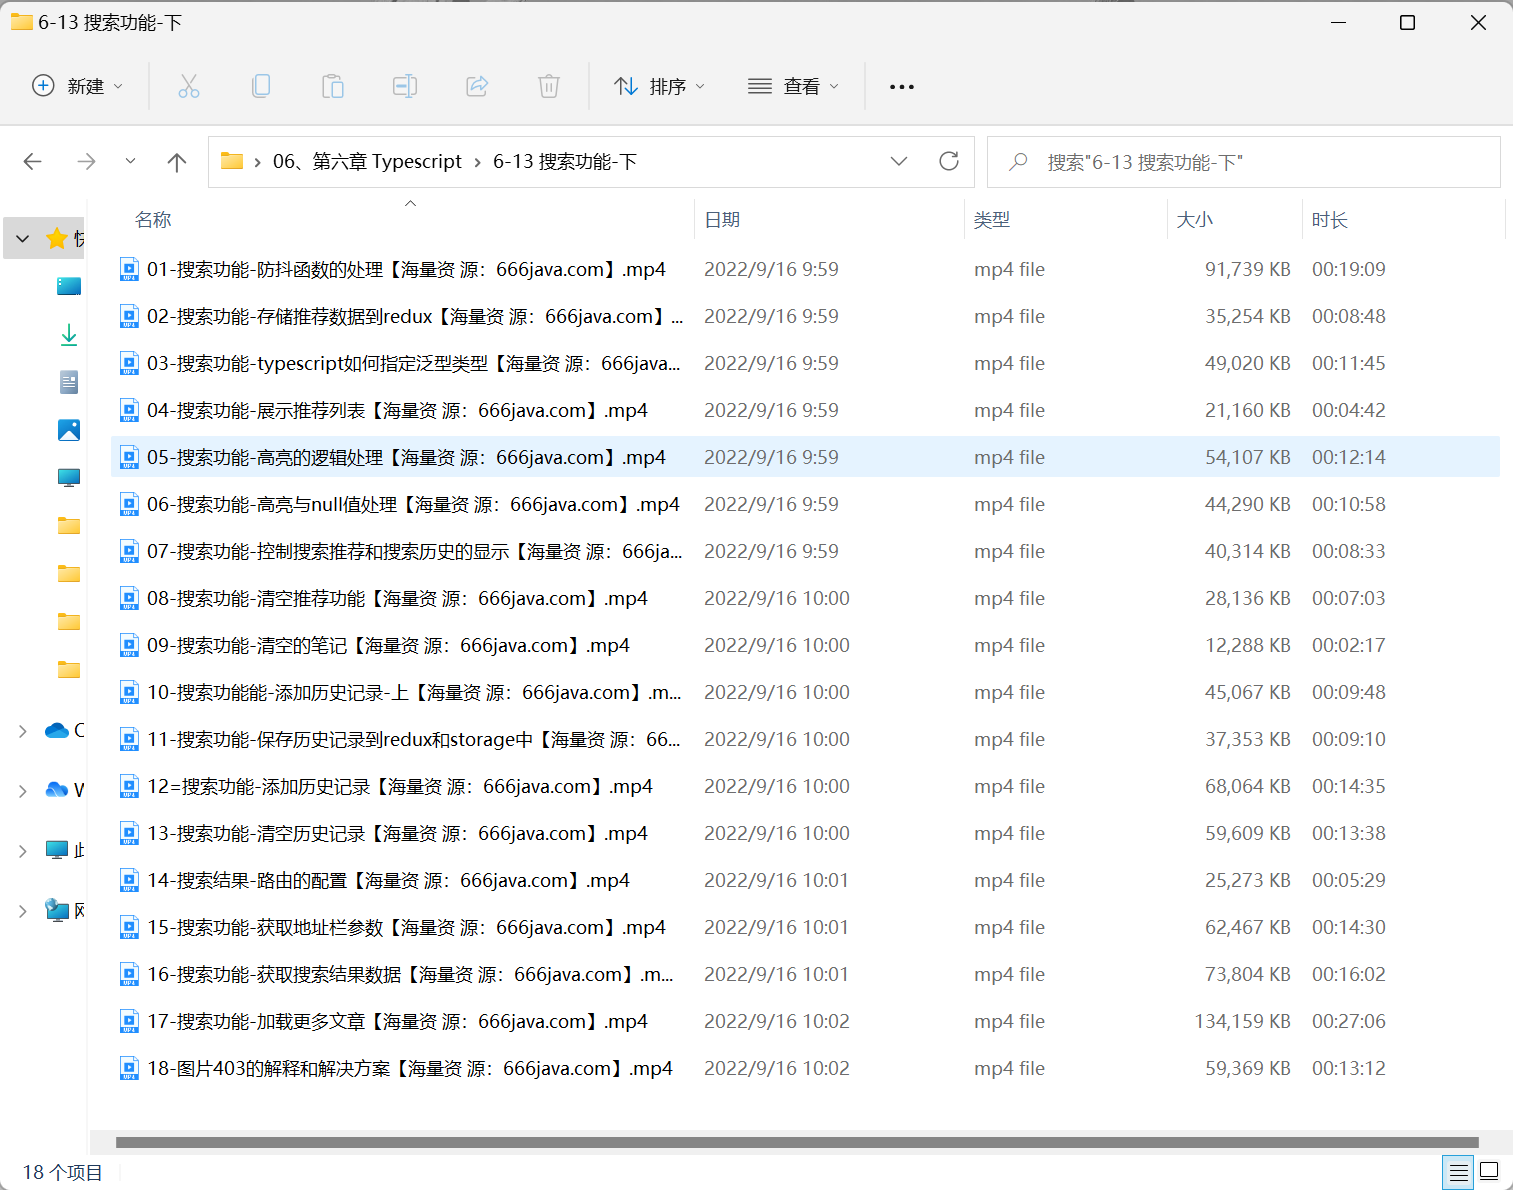 6-13 搜索功能-下
新建 排序 查看
06、第六章 Typescript 6-13 搜索功能-下 搜索"6-13 搜索功能-下"
名称 日期 类型 大小 时长
01-搜索功能-防抖函数的处理【海量资 源：666java.com】.mp4 2022/9/16 9:59 mp4 file 91,739 KB 00:19:09
02-搜索功能-存储推荐数据到redux【海量资 源：666java.com】... 2022/9/16 9:59 mp4 file 35,254 KB 00:08:48
03-搜索功能-typescript如何指定泛型类型【海量资 源：666java... 2022/9/16 9:59 mp4 file 49,020 KB 00:11:45
04-搜索功能-展示推荐列表【海量资 源：666java.com】.mp4 2022/9/16 9:59 mp4 file 21,160 KB 00:04:42
05-搜索功能-高亮的逻辑处理【海量资 源：666java.com】.mp4 2022/9/16 9:59 mp4 file 54,107 KB 00:12:14
06-搜索功能-高亮与null值处理【海量资 源：666java.com】.mp4 2022/9/16 9:59 mp4 file 44,290 KB 00:10:58
07-搜索功能-控制搜索推荐和搜索历史的显示【海量资 源：666ja... 2022/9/16 9:59 mp4 file 40,314 KB 00:08:33
08-搜索功能-清空推荐功能【海量资 源：666java.com】.mp4 2022/9/16 10:00 mp4 file 28,136 KB 00:07:03
09-搜索功能-清空的笔记【海量资 源：666java.com】.mp4 2022/9/16 10:00 mp4 file 12,288 KB 00:02:17
10-搜索功能能-添加历史记录-上【海量资 源：666java.com】.m... 2022/9/16 10:00 mp4 file 45,067 KB 00:09:48
11-搜索功能-保存历史记录到redux和storage中【海量资 源：66... 2022/9/16 10:00 mp4 file 37,353 KB 00:09:10
12=搜索功能-添加历史记录【海量资 源：666java.com】.mp4 2022/9/16 10:00 mp4 file 68,064 KB 00:14:35
13-搜索功能-清空历史记录【海量资 源：666java.com】.mp4 2022/9/16 10:00 mp4 file 59,609 KB 00:13:38
14-搜索结果-路由的配置【海量资 源：666java.com】.mp4 2022/9/16 10:01 mp4 file 25,273 KB 00:05:29
15-搜索功能-获取地址栏参数【海量资 源：666java.com】.mp4 2022/9/16 10:01 mp4 file 62,467 KB 00:14:30
16-搜索功能-获取搜索结果数据【海量资 源：666java.com】.m... 2022/9/16 10:01 mp4 file 73,804 KB 00:16:02
17-搜索功能-加载更多文章【海量资 源：666java.com】.mp4 2022/9/16 10:02 mp4 file 134,159 KB 00:27:06
18-图片403的解释和解决方案【海量资 源：666java.com】.mp4 2022/9/16 10:02 mp4 file 59,369 KB 00:13:12
18 个项目